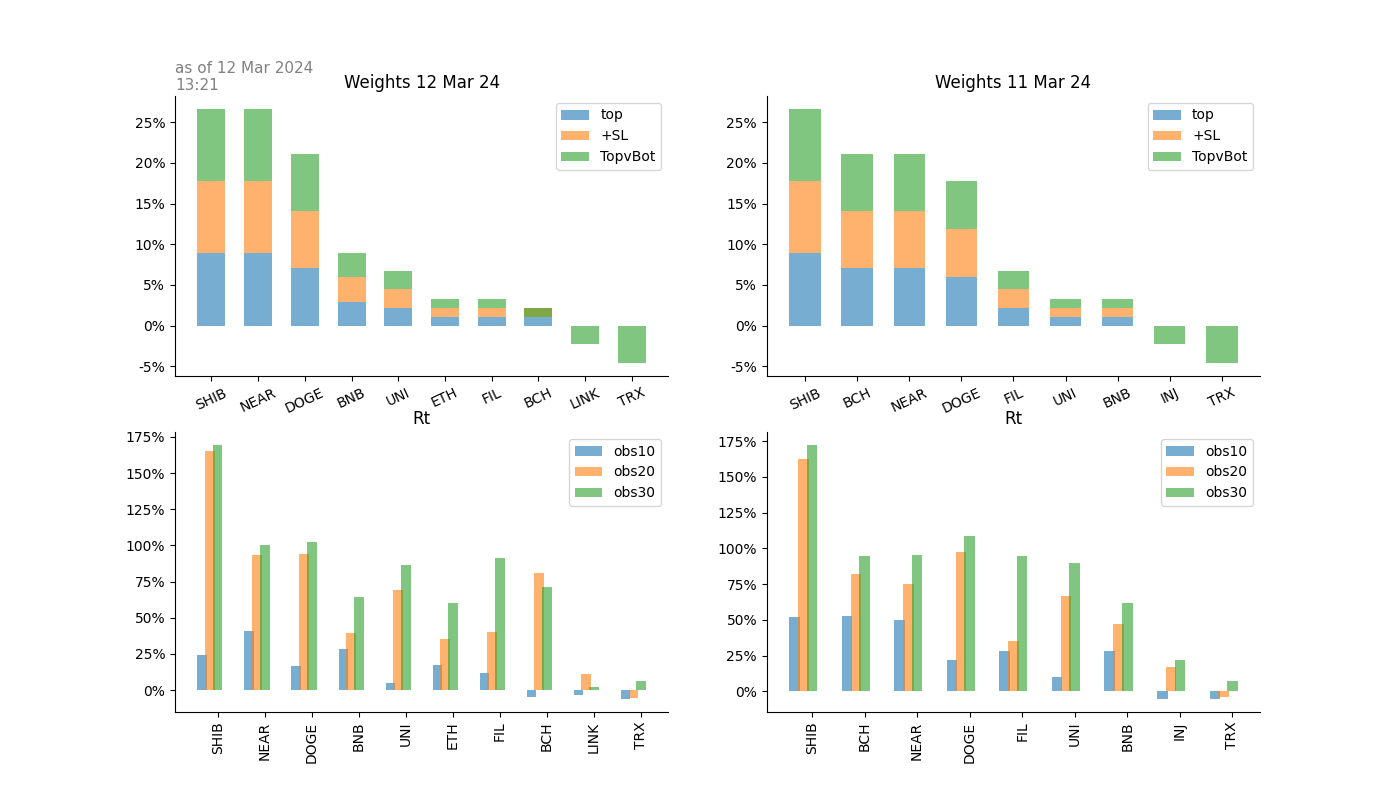 as of 12 Mar 2024
13:21
Weights 12 Mar 24
25%
20%
15%
10%
5%
0%
-5%
top
+SL
TopvBot
SHIB NEAR DOGE BNB UNI ETH FIL BCH LINK TRX
Weights 11 Mar 24
25%
20%
15%
10%
5%
0%
-5%
top
+SL
TopvBot
SHIB BCH NEAR DOGE FIL UNI BNB INJ TRX
Rt
175%
150%
125%
100%
75%
50%
25%
0%
obs10
obs20
obs30
SHIB NEAR DOGE BNB UNI ETH FIL BCH LINK TRX
Rt
175%
150%
125%
100%
75%
50%
25%
0%
obs10
obs20
obs30
SHIB BCH NEAR DOGE FIL UNI BNB INJ TRX